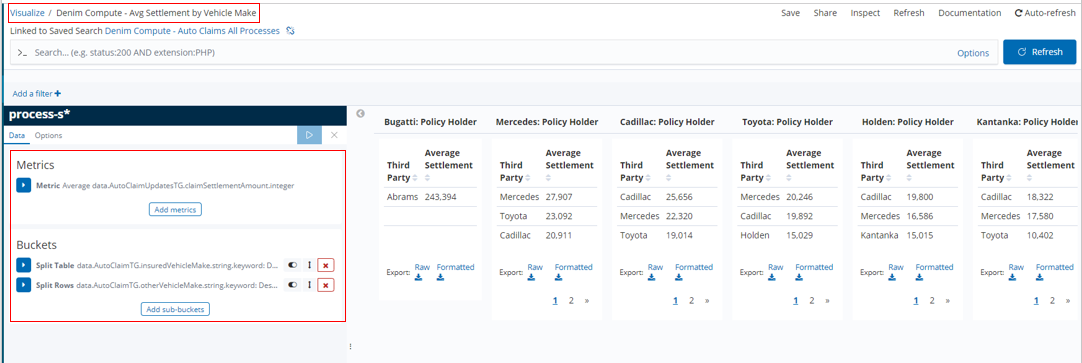 Visualize / Denim Compute - Avg Settlement by Vehicle Make
Save Share Inspect Refresh Documentation Auto-refresh
Linked to Saved Search Denim Compute - Auto Claims All Processes
>_ Search... (e.g. status:200 AND extension:PHP) Options Refresh
Add a filter +
process-s*
Data Options
Metrics
Metric Average data.AutoClaimUpdatesTG.claimSettlementAmount.integer
Add metrics
Buckets
Split Table data.AutoClaimTG.insuredVehicleMake.string.keyword: D...
Split Rows data.AutoClaimTG.otherVehicleMake.string.keyword: Des...
Add sub-buckets
Bugatti: Policy Holder
Third Party Average Settlement
Abrams 243,394
Export: Raw Formatted
Mercedes: Policy Holder
Third Party Average Settlement
Mercedes 27,907
Toyota 23,092
Cadillac 20,911
Export: Raw Formatted
1 2 »
Cadillac: Policy Holder
Third Party Average Settlement
Cadillac 25,656
Mercedes 22,320
Toyota 19,014
Export: Raw Formatted
1 2 »
Toyota: Policy Holder
Third Party Average Settlement
Mercedes 20,246
Cadillac 19,892
Holden 15,029
Export: Raw Formatted
1 2 »
Holden: Policy Holder
Third Party Average Settlement
Cadillac 19,800
Mercedes 16,586
Kantanka 15,015
Export: Raw Formatted
1 2 »
Kantanka: Policy Holder
Third Party Average Settlement
Cadillac 18,322
Mercedes 17,580
Toyota 10,402
Export: Raw Formatted
1 2 »